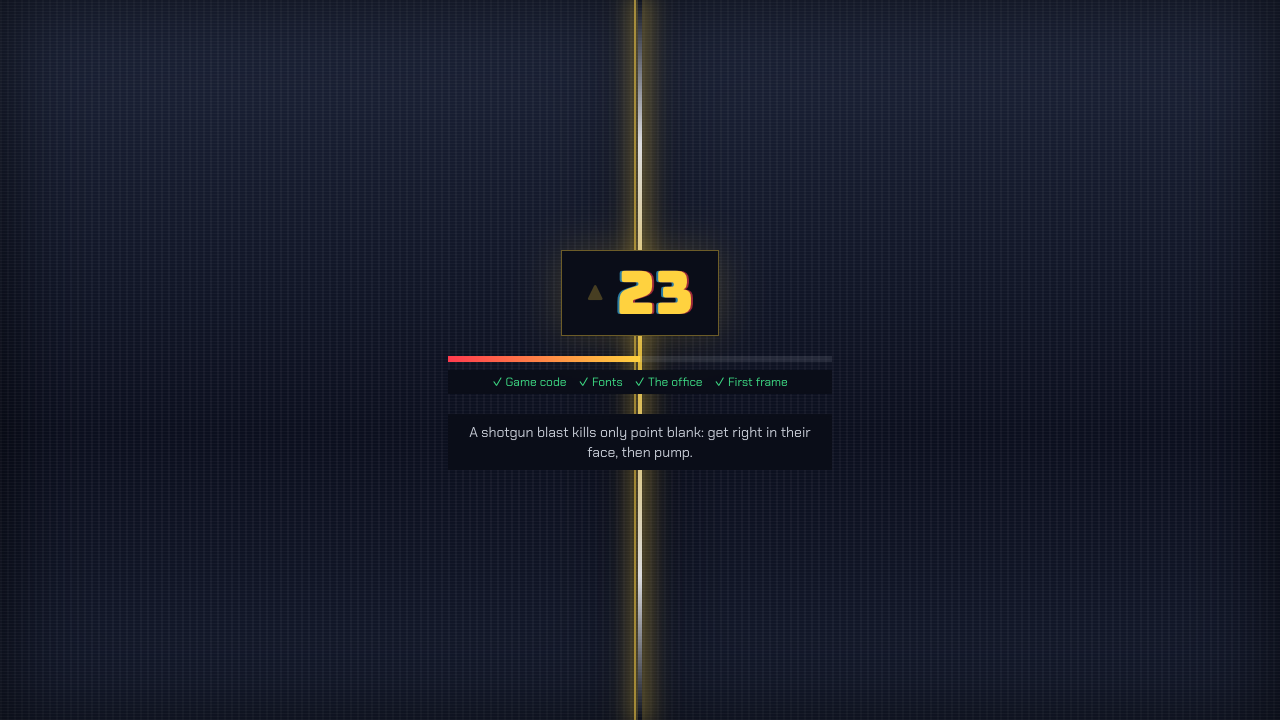 ▲ 23
✓ Game code ✓ Fonts ✓ The office ✓ First frame
A shotgun blast kills only point blank: get right in their
face, then pump.